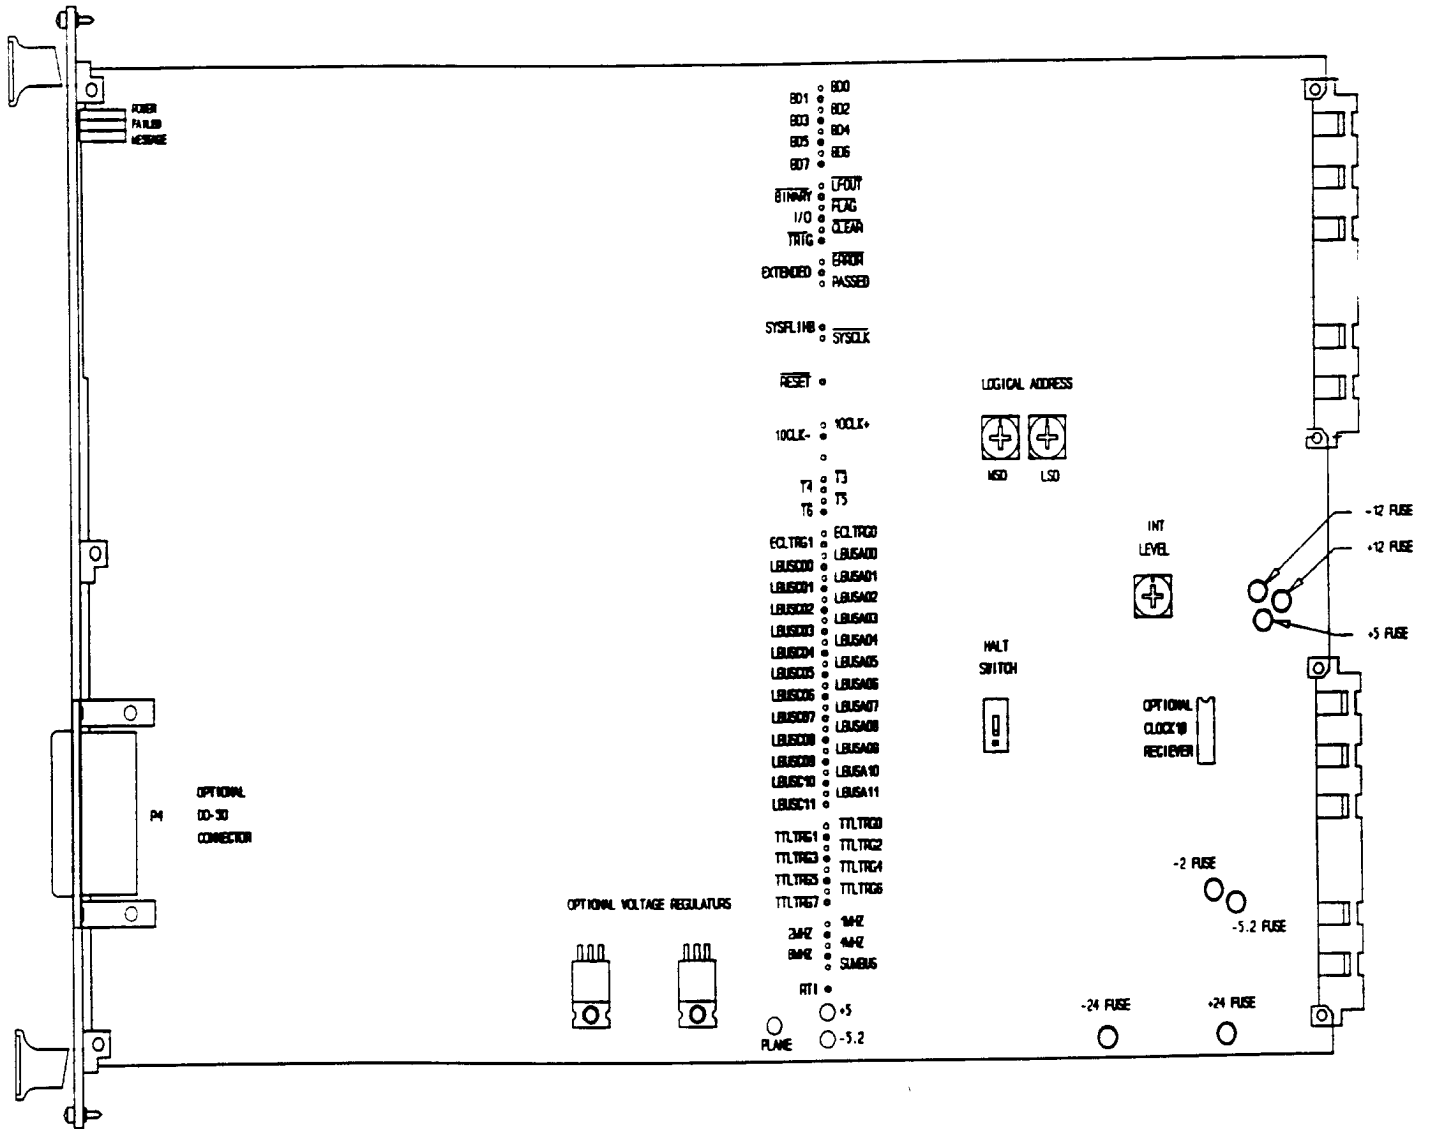 POWER
FAILED
MESSAGE
BD0
BD1
BD2
BD3
BD4
BD5
BD6
BD7
LFOUT
BINARY
FLAG
I/O
CLEAR
TRIG
ERROR
EXTENDED
PASSED
SYSFLIHB
SYSCLK
RESET
LOGICAL ADDRESS
10CLK+
10CLK-
MSD LSD
T3
T4
T5
T6
-12 FUSE
+12 FUSE
+5 FUSE
INT
LEVEL
ECLTRG0
ECLTRG1
LBUSA00
LBUSC00
LBUSA01
LBUSC01
LBUSA02
LBUSC02
LBUSA03
LBUSC03
LBUSA04
LBUSC04
LBUSA05
LBUSC05
LBUSA06
LBUSC06
LBUSA07
LBUSC07
LBUSA08
LBUSC08
LBUSA09
LBUSC09
LBUSA10
LBUSC10
LBUSA11
LBUSC11
HALT
SWITCH
OPTIONAL
CLOCK10
RECIEVER
P4
OPTIONAL
DD-50
CONNECTOR
TTLTRG0
TTLTRG1
TTLTRG2
TTLTRG3
TTLTRG4
TTLTRG5
TTLTRG6
TTLTRG7
-2 FUSE
-5.2 FUSE
OPTIONAL VOLTAGE REGULATURS
1MHZ
2MHZ
4MHZ
8MHZ
SUMBUS
RTI
+5
PLANE
-5.2
-24 FUSE
+24 FUSE